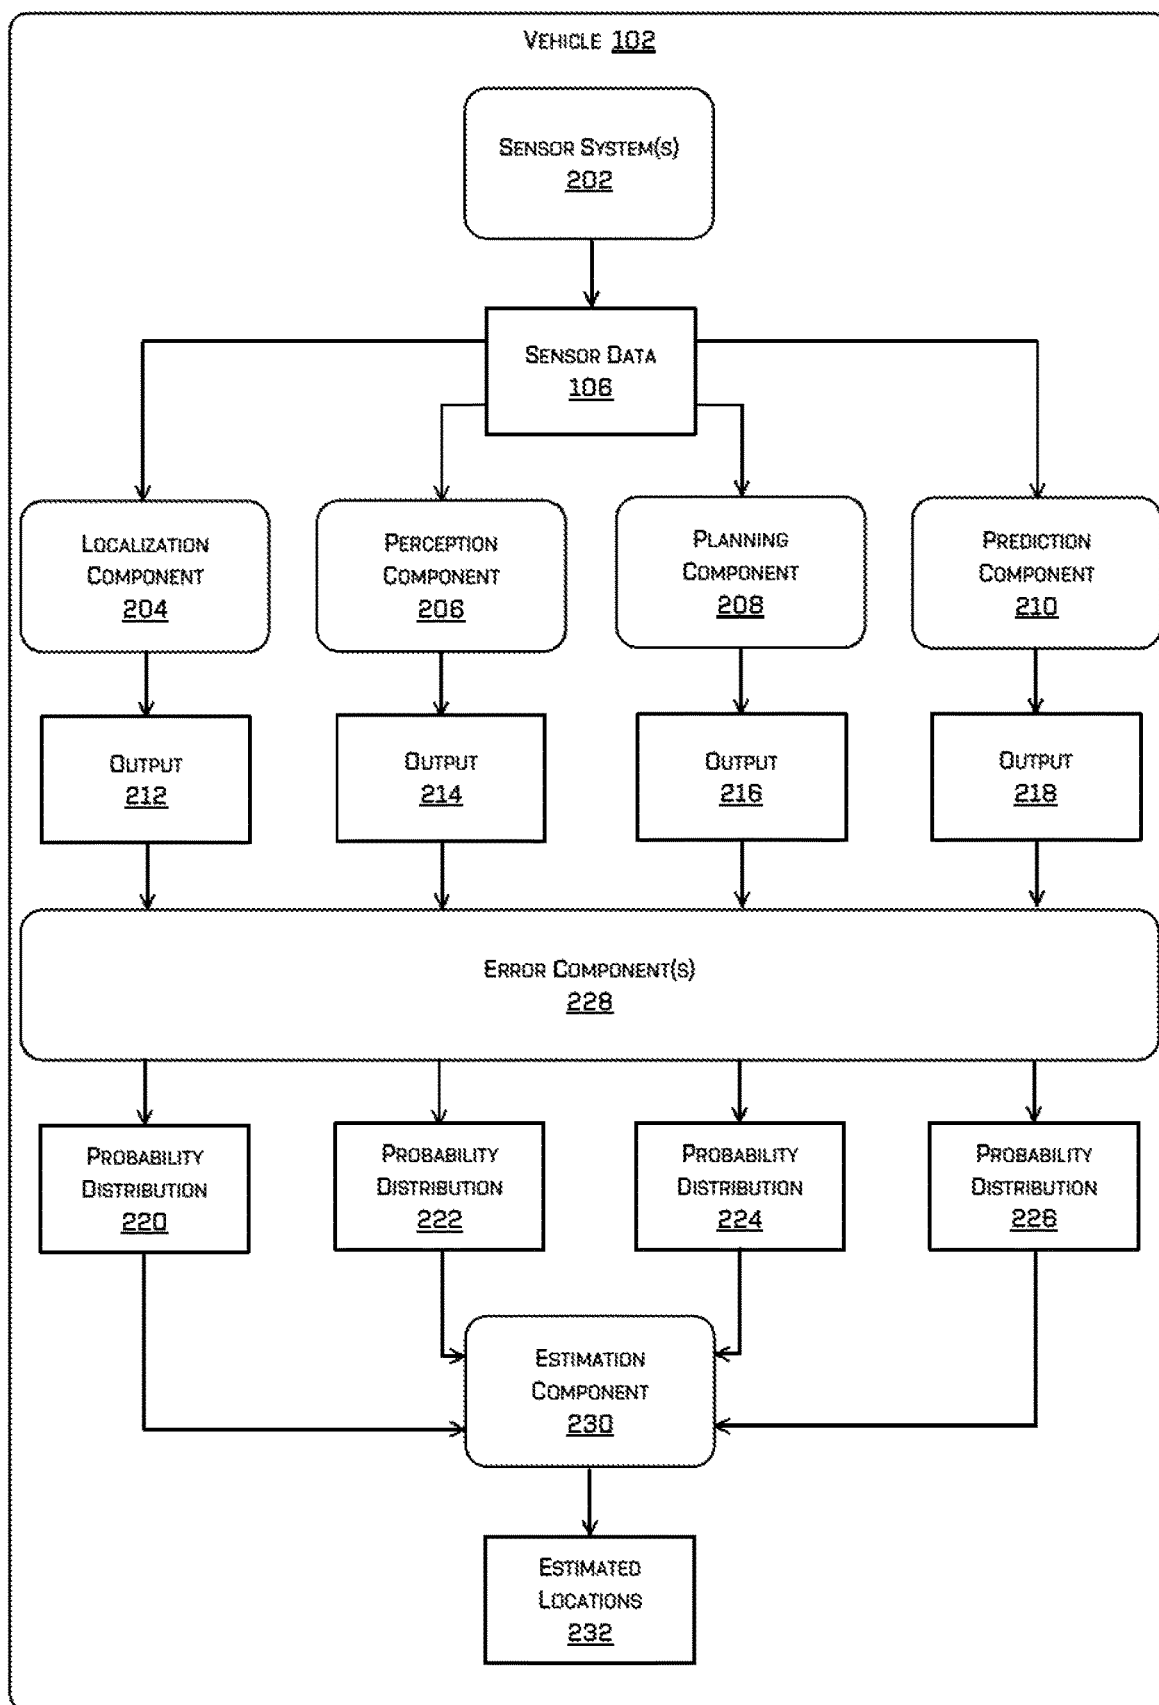 VEHICLE 102
SENSOR SYSTEM(S)
202
SENSOR DATA
106
LOCALIZATION
COMPONENT
204
PERCEPTION
COMPONENT
206
PLANNING
COMPONENT
208
PREDICTION
COMPONENT
210
OUTPUT
212
OUTPUT
214
OUTPUT
216
OUTPUT
218
ERROR COMPONENT(S)
228
PROBABILITY
DISTRIBUTION
220
PROBABILITY
DISTRIBUTION
222
PROBABILITY
DISTRIBUTION
224
PROBABILITY
DISTRIBUTION
226
ESTIMATION
COMPONENT
230
ESTIMATED
LOCATIONS
232